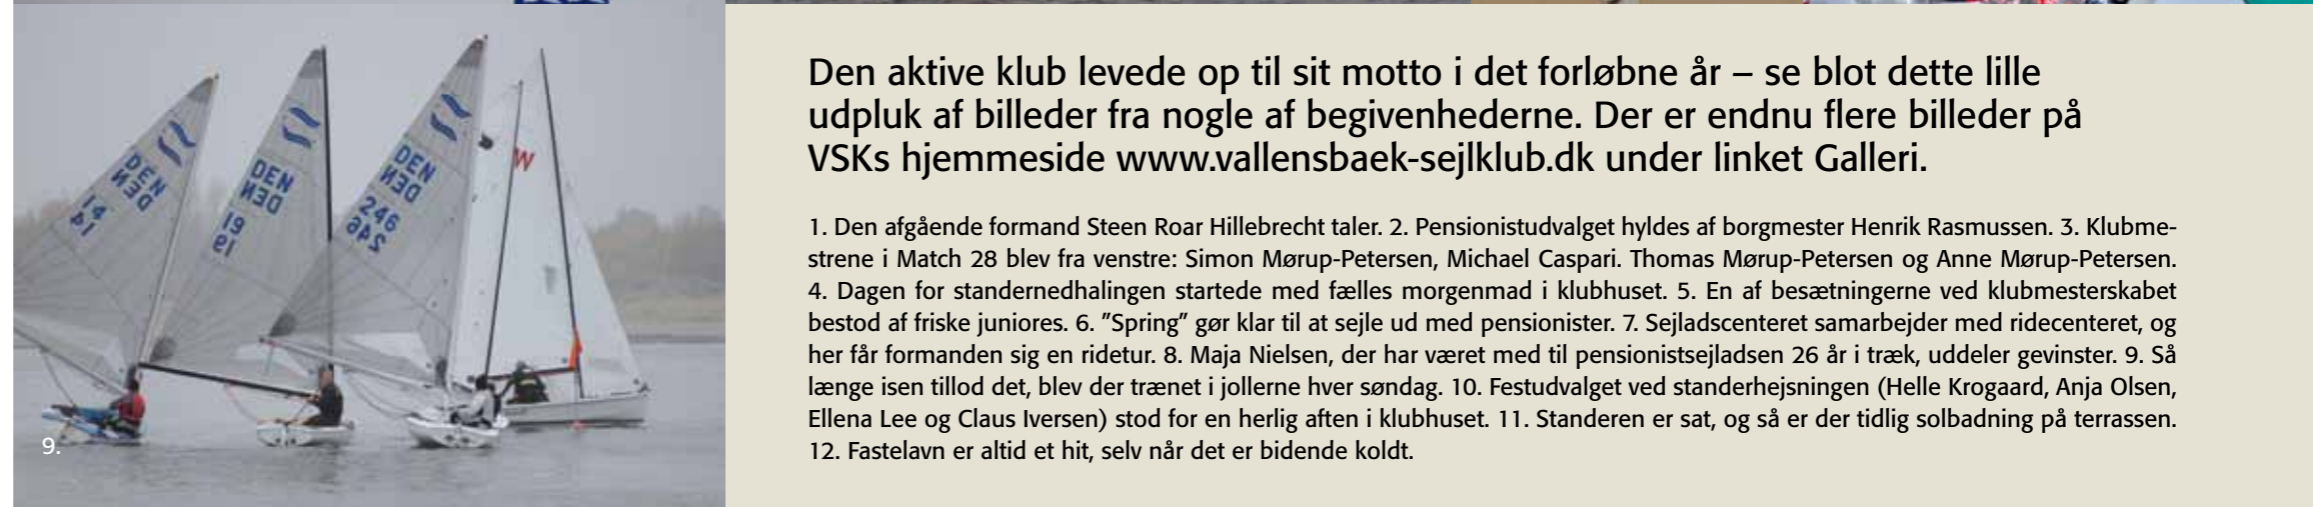 DEN
DEN
14
14
DEN
DEN
19
19
DEN
DEN
246
246
W
9.
Den aktive klub levede op til sit motto i det forløbne år – se blot dette lille
udpluk af billeder fra nogle af begivenhederne. Der er endnu flere billeder på
VSKs hjemmeside www.vallensbaek-sejlklub.dk under linket Galleri.
1. Den afgående formand Steen Roar Hillebrecht taler. 2. Pensionistudvalget hyldes af borgmester Henrik Rasmussen. 3. Klubme-
strene i Match 28 blev fra venstre: Simon Mørup-Petersen, Michael Caspari. Thomas Mørup-Petersen og Anne Mørup-Petersen.
4. Dagen for standernedhalingen startede med fælles morgenmad i klubhuset. 5. En af besætningerne ved klubmesterskabet
bestod af friske juniores. 6. ”Spring” gør klar til at sejle ud med pensionister. 7. Sejladscenteret samarbejder med ridecenteret, og
her får formanden sig en ridetur. 8. Maja Nielsen, der har været med til pensionistsejladsen 26 år i træk, uddeler gevinster. 9. Så
længe isen tillod det, blev der trænet i jollerne hver søndag. 10. Festudvalget ved standerhejsningen (Helle Krogaard, Anja Olsen,
Ellena Lee og Claus Iversen) stod for en herlig aften i klubhuset. 11. Standeren er sat, og så er der tidlig solbadning på terrassen.
12. Fastelavn er altid et hit, selv når det er bidende koldt.